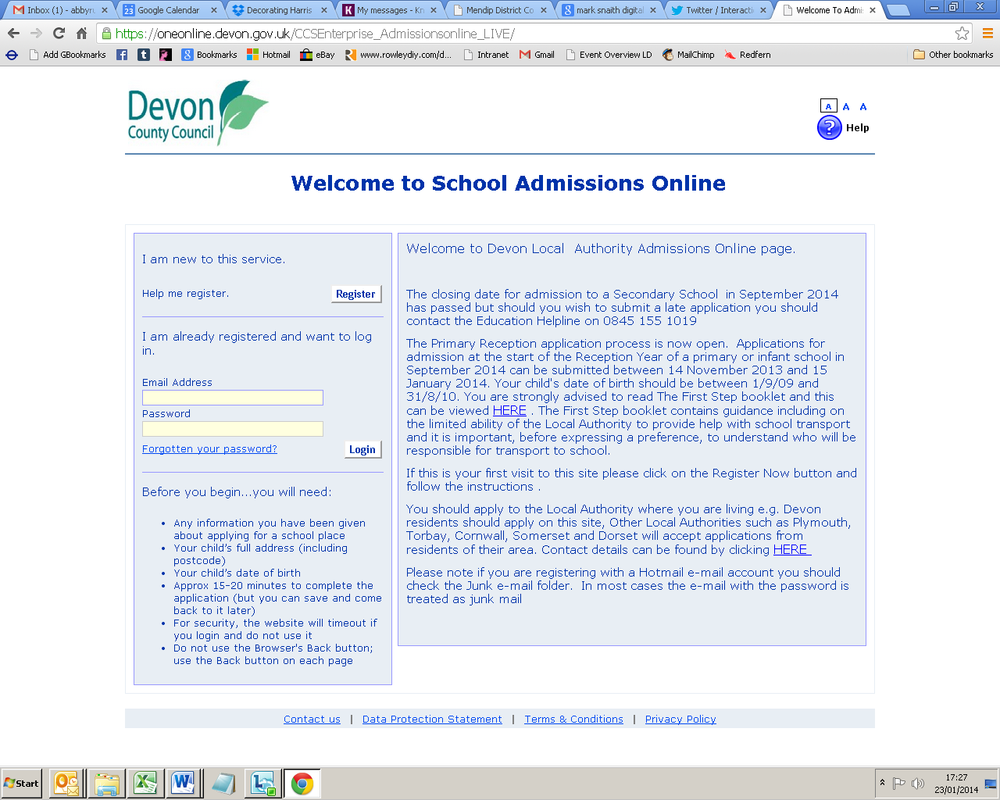 Inbox (1) - abbyru
Google Calendar
Decorating Harris
My messages - Kn
Mendip District Co
mark snaith digital
Twitter / Interacti
Welcome To Admi
https://oneonline.devon.gov.uk/CCSEnterprise_Admissionsonline_LIVE/
Add GBookmarks
Bookmarks
Hotmail
eBay
www.rowleydiy.com/d...
Intranet
Gmail
Event Overview LD
MailChimp
Redfern
Other bookmarks
Devon
County Council
A A A
? Help
Welcome to School Admissions Online
I am new to this service.
Help me register.
Register
I am already registered and want to log
in.
Email Address
Password
Forgotten your password?
Login
Before you begin...you will need:
• Any information you have been given
about applying for a school place
• Your child's full address (including
postcode)
• Your child's date of birth
• Approx 15-20 minutes to complete the
application (but you can save and come
back to it later)
• For security, the website will timeout if
you login and do not use it
• Do not use the Browser's Back button;
use the Back button on each page
Welcome to Devon Local Authority Admissions Online page.
The closing date for admission to a Secondary School in September 2014
has passed but should you wish to submit a late application you should
contact the Education Helpline on 0845 155 1019
The Primary Reception application process is now open. Applications for
admission at the start of the Reception Year of a primary or infant school in
September 2014 can be submitted between 14 November 2013 and 15
January 2014. Your child's date of birth should be between 1/9/09 and
31/8/10. You are strongly advised to read The First Step booklet and this
can be viewed HERE . The First Step booklet contains guidance including on
the limited ability of the Local Authority to provide help with school transport
and it is important, before expressing a preference, to understand who will be
responsible for transport to school.
If this is your first visit to this site please click on the Register Now button and
follow the instructions .
You should apply to the Local Authority where you are living e.g. Devon
residents should apply on this site, Other Local Authorities such as Plymouth,
Torbay, Cornwall, Somerset and Dorset will accept applications from
residents of their area. Contact details can be found by clicking HERE
Please note if you are registering with a Hotmail e-mail account you should
check the Junk e-mail folder. In most cases the e-mail with the password is
treated as junk mail
Contact us | Data Protection Statement | Terms & Conditions | Privacy Policy
Start
17:27
23/01/2014